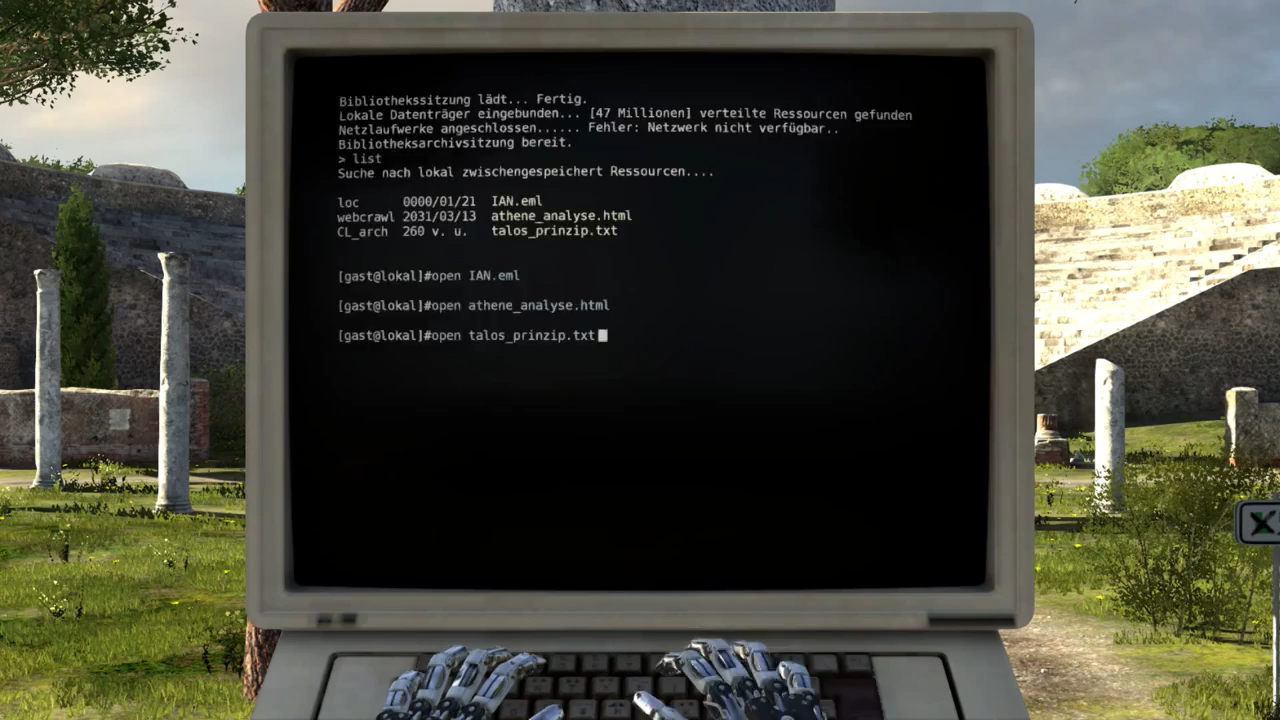 Bibliothekssitzung lädt... Fertig.
Lokale Datenträger eingebunden... [47 Millionen] verteilte Ressourcen gefunden
Netzlaufwerke angeschlossen...... Fehler: Netzwerk nicht verfügbar..
Bibliotheksarchivsitzung bereit.
> list
Suche nach lokal zwischengespeichert Ressourcen....
loc 0000/01/21 IAN.eml
webcrawl 2031/03/13 athene_analyse.html
CL_arch 260 v. u. talos_prinzip.txt
[gast@lokal]#open IAN.eml
[gast@lokal]#open athene_analyse.html
[gast@lokal]#open talos_prinzip.txt
X